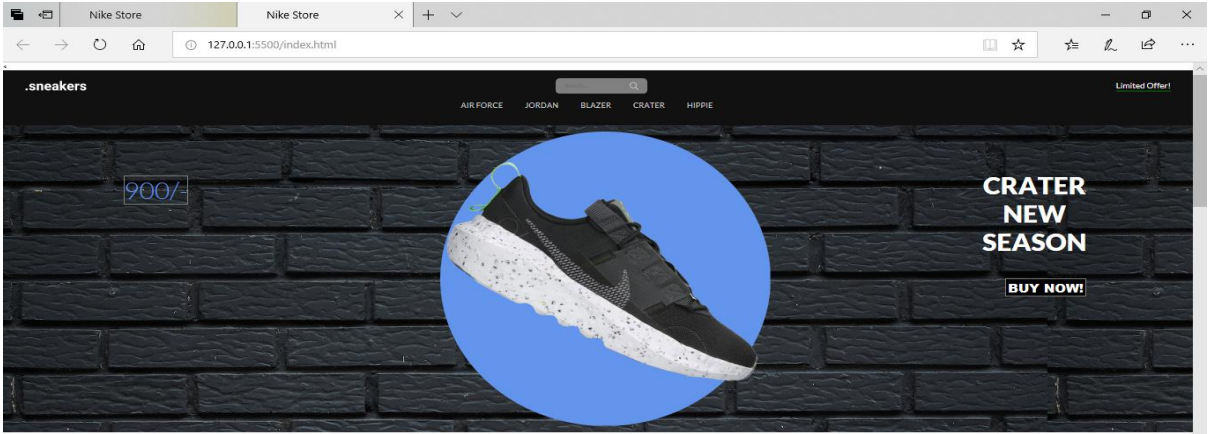 Nike Store
Nike Store
127.0.0.1:5500/index.html
.sneakers
Limited Offer!
AIR FORCE JORDAN BLAZER CRATER HIPPIE
900/-
CRATER
NEW
SEASON
BUY NOW!